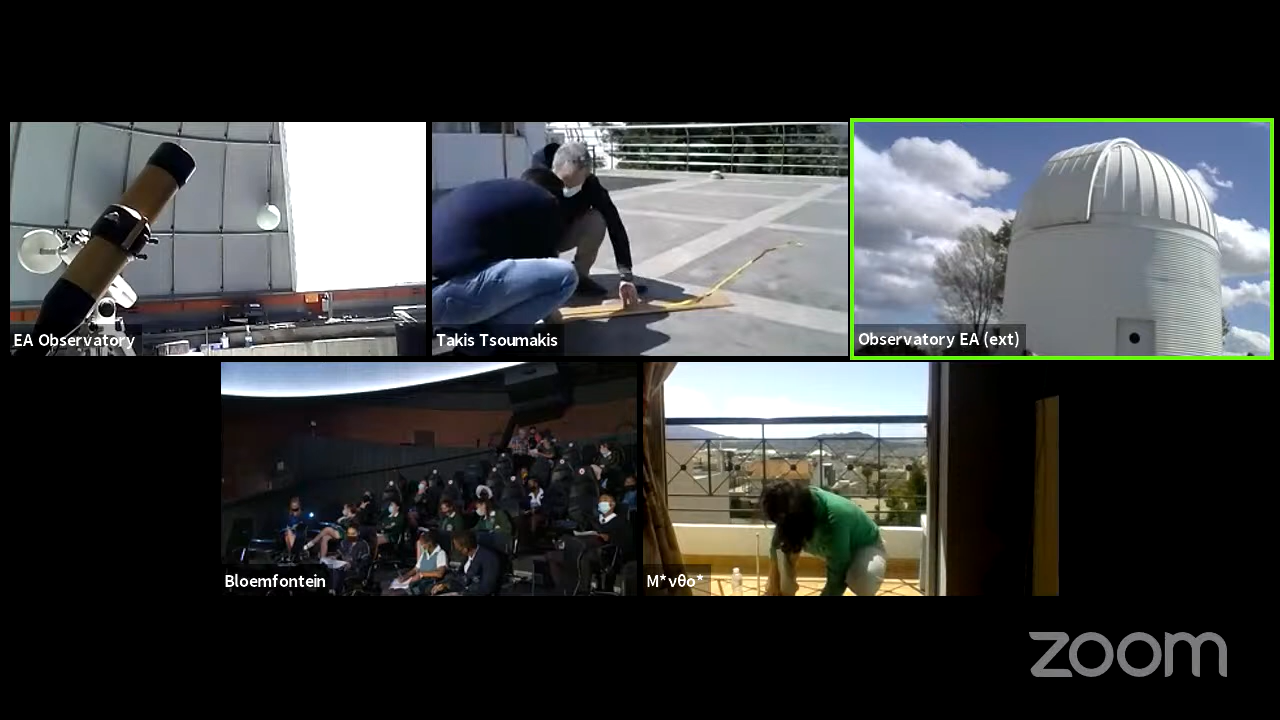 EA Observatory
Takis Tsoumakis
Observatory EA (ext)
Bloemfontein
M*νθο*
zoom